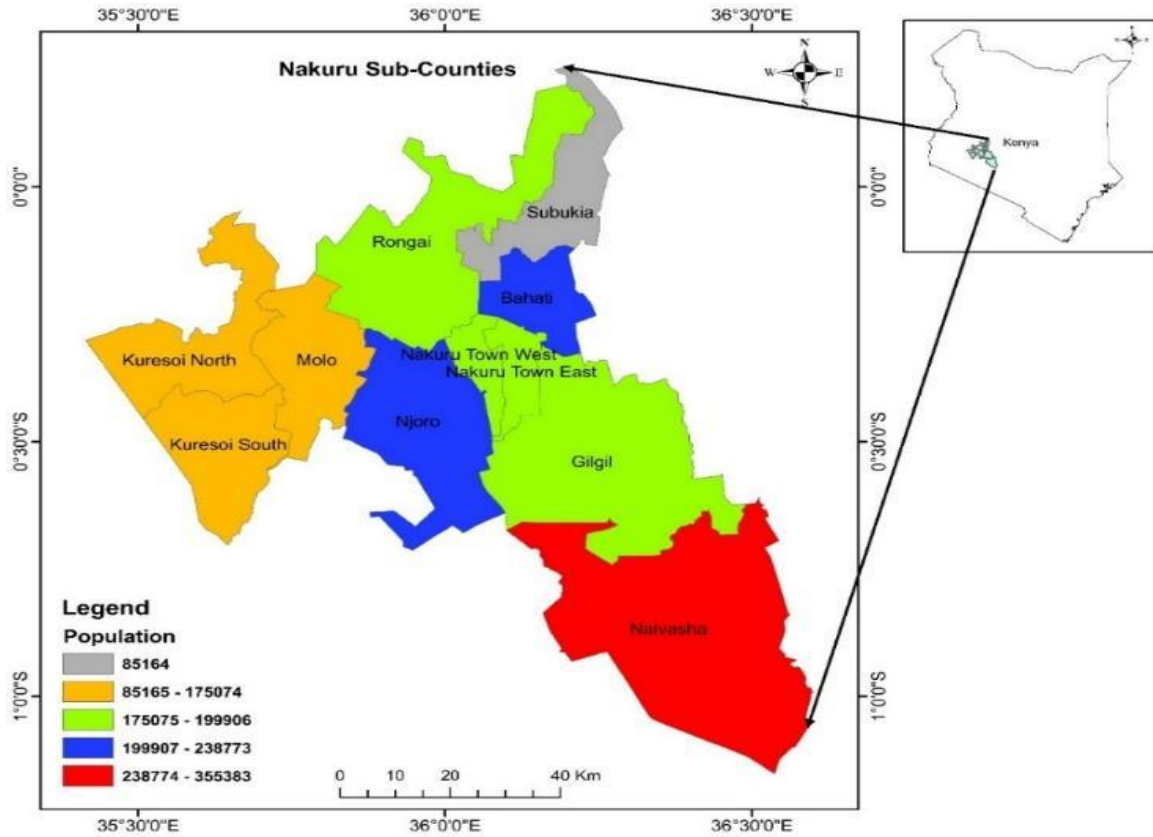 35°30'0"E
36°0'0"E
36°30'0"E
Nakuru Sub-Counties
N
W
E
S
Kenya
0°0'0"
0°0'0"
Subukia
Rongai
Bahati
Kuresoi North
Molo
Nakuru Town West
Nakuru Town East
Njoro
Kuresoi South
0°30'0"S
0°30'0"S
Gilgil
Naivasha
Legend
Population
85164
85165 - 175074
175075 - 199906
199907 - 238773
238774 - 355383
1°0'0"S
1°0'0"S
0 10 20 40 Km
35°30'0"E
36°0'0"E
36°30'0"E